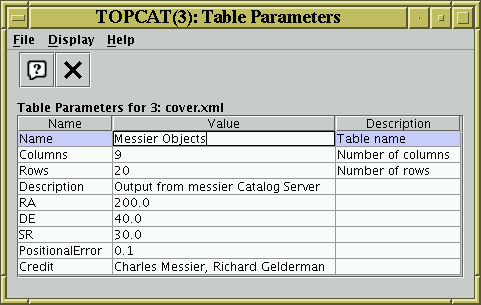 TOPCAT(3): Table Parameters
File Display Help
Table Parameters for 3: cover.xml
Name Value Description
Name Messier Objects Table name
Columns 9 Number of columns
Rows 20 Number of rows
Description Output from messier Catalog Server
RA 200.0
DE 40.0
SR 30.0
PositionalError 0.1
Credit Charles Messier, Richard Gelderman